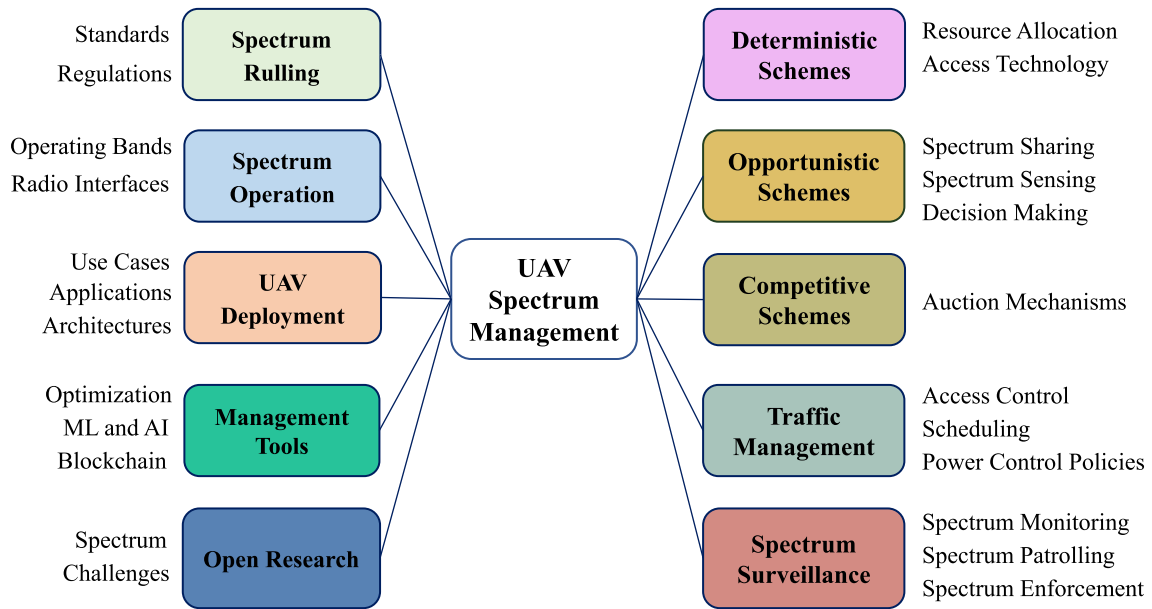 Standards
Regulations
Spectrum
Rulling
Operating Bands
Radio Interfaces
Spectrum
Operation
Use Cases
Applications
Architectures
UAV
Deployment
Optimization
ML and AI
Blockchain
Management
Tools
Spectrum
Challenges
Open Research
UAV
Spectrum
Management
Deterministic
Schemes
Resource Allocation
Access Technology
Opportunistic
Schemes
Spectrum Sharing
Spectrum Sensing
Decision Making
Competitive
Schemes
Auction Mechanisms
Traffic
Management
Access Control
Scheduling
Power Control Policies
Spectrum
Surveillance
Spectrum Monitoring
Spectrum Patrolling
Spectrum Enforcement